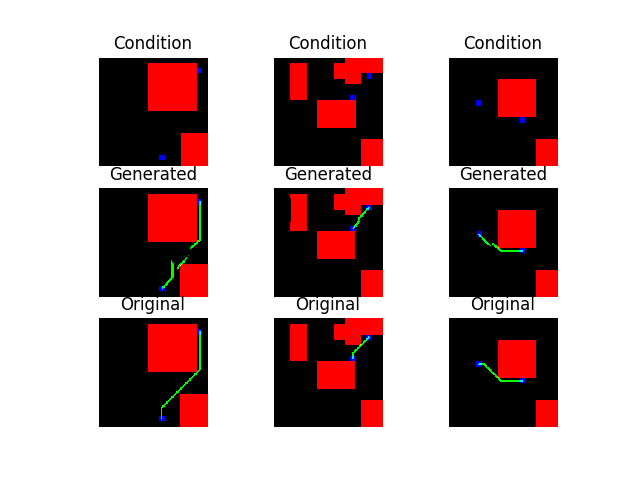 Condition Condition Condition
Generated Generated Generated
Original Original Original